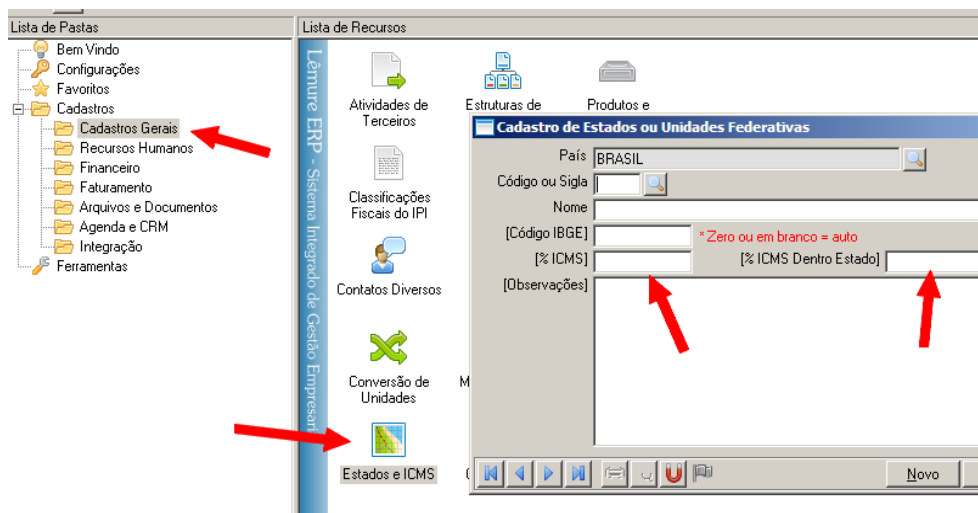 Lista de Pastas
Bem Vindo
Configurações
Favoritos
Cadastros
Cadastros Gerais
Recursos Humanos
Financeiro
Faturamento
Arquivos e Documentos
Agenda e CRM
Integração
Ferramentas
Lista de Recursos
Lêmure ERP - Sistema Integrado de Gestão Empresari
Atividades de
Terceiros
Estruturas de
Produtos e
Classificações
Fiscais do IPI
Contatos Diversos
Conversão de
Unidades
M
Estados e ICMS
Cadastro de Estados ou Unidades Federativas
País BRASIL
Código ou Sigla
Nome
[Código IBGE] *Zero ou em branco = auto
[% ICMS] [% ICMS Dentro Estado]
[Observações]
Novo